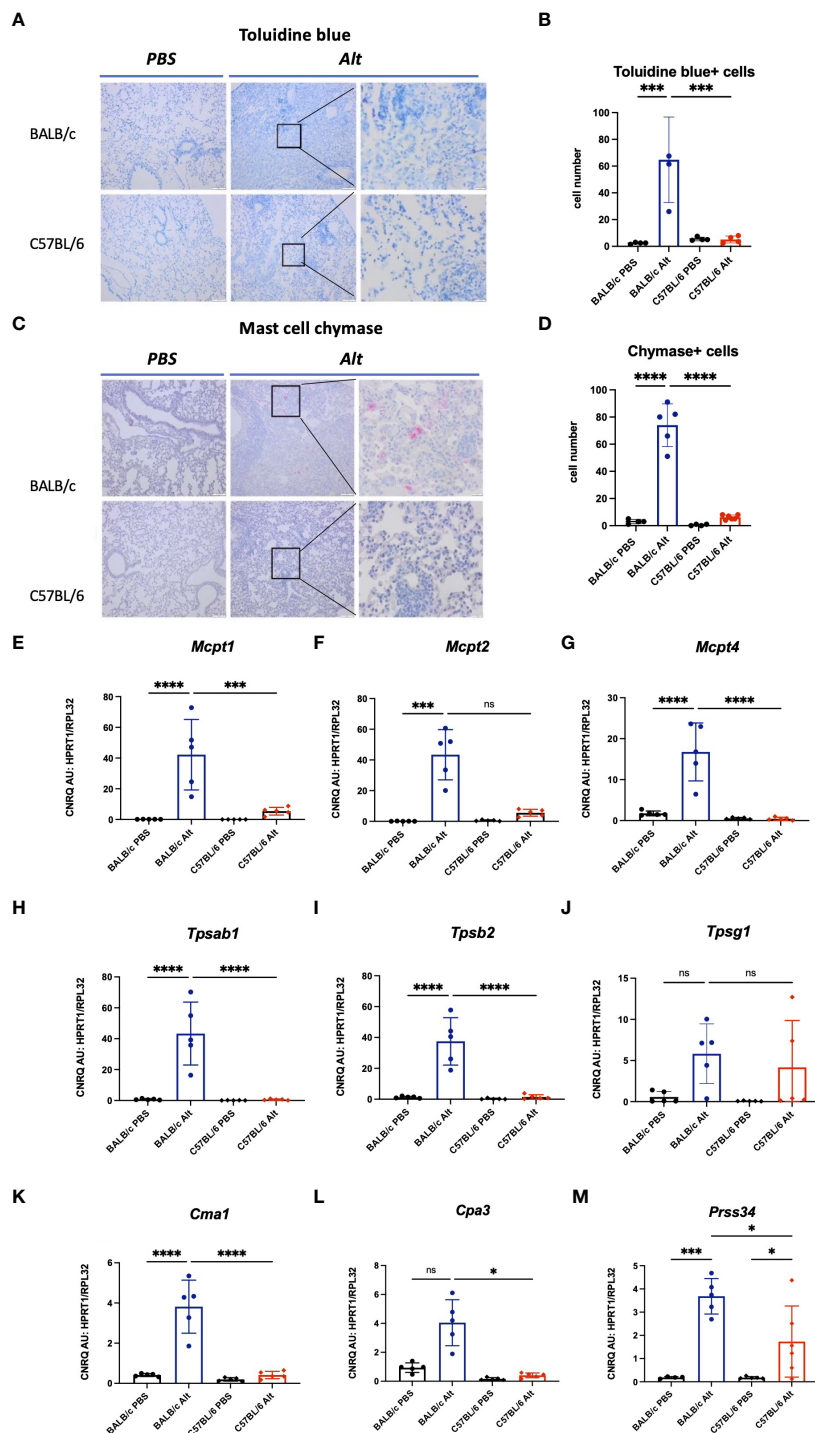 A
Toluidine blue
PBS
Alt
BALB/c
C57BL/6
B
Toluidine blue+ cells
*** ***
100
80
60
40
20
0
cell number
BALB/c PBS
BALB/c Alt
C57BL/6 PBS
C57BL/6 Alt
C
Mast cell chymase
PBS
Alt
BALB/c
C57BL/6
D
Chymase+ cells
**** ****
100
80
60
40
20
0
cell number
BALB/c PBS
BALB/c Alt
C57BL/6 PBS
C57BL/6 Alt
E
Mcpt1
**** ***
80
60
40
20
0
CNRQ AU: HPRT1/RPL32
BALB/c PBS
BALB/c Alt
C57BL/6 PBS
C57BL/6 Alt
F
Mcpt2
*** ns
80
60
40
20
0
CNRQ AU: HPRT1/RPL32
BALB/c PBS
BALB/c Alt
C57BL/6 PBS
C57BL/6 Alt
G
Mcpt4
**** ****
30
20
10
0
CNRQ AU: HPRT1/RPL32
BALB/c PBS
BALB/c Alt
C57BL/6 PBS
C57BL/6 Alt
H
Tpsab1
**** ****
80
60
40
20
0
CNRQ AU: HPRT1/RPL32
BALB/c PBS
BALB/c Alt
C57BL/6 PBS
C57BL/6 Alt
I
Tpsb2
**** ****
80
60
40
20
0
CNRQ AU: HPRT1/RPL32
BALB/c PBS
BALB/c Alt
C57BL/6 PBS
C57BL/6 Alt
J
Tpsg1
ns ns
15
10
5
0
CNRQ AU: HPRT1/RPL32
BALB/c PBS
BALB/c Alt
C57BL/6 PBS
C57BL/6 Alt
K
Cma1
**** ****
6
4
2
0
CNRQ AU: HPRT1/RPL32
BALB/c PBS
BALB/c Alt
C57BL/6 PBS
C57BL/6 Alt
L
Cpa3
ns *
8
6
4
2
0
CNRQ AU: HPRT1/RPL32
BALB/c PBS
BALB/c Alt
C57BL/6 PBS
C57BL/6 Alt
M
Prss34
*
*** *
5
4
3
2
1
0
CNRQ AU: HPRT1/RPL32
BALB/c PBS
BALB/c Alt
C57BL/6 PBS
C57BL/6 Alt